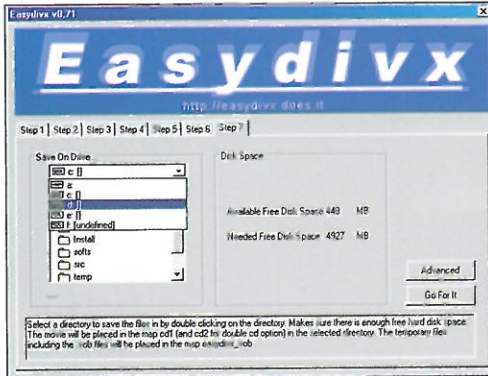 Easydivx v0,71
Easydivx
http://easydivx.does.it
Step 1 Step 2 Step 3 Step 4 Step 5 Step 6 Step 7
Save On Drive
c: []
a:
c: []
d: []
e: []
f: [undefined]
Install
softs
src
temp
Disk Space
Available Free Disk Space 443 MB
Needed Free Disk Space 4927 MB
Advanced
Go For It
Select a directory to save the files in by double clicking on the directory. Makes sure there is enough free hard disk space.
The movie will be placed in the map cd1 (and cd2 for double cd option) in the selected directory. The temporary files
including the vob files will be placed in the map easydivx_vob